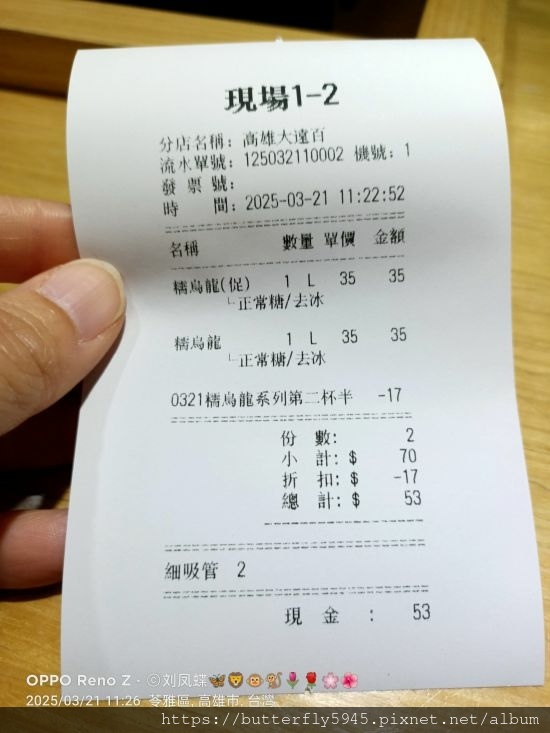 現場1-2
分店名稱: 高雄大遠百
流水單號: 125032110002 機號: 1
發 票 號:
時 間: 2025-03-21 11:22:52
名稱 數量 單價 金額
糯烏龍(促) 1 L 35 35
└正常糖/去冰
糯烏龍 1 L 35 35
└正常糖/去冰
0321糯烏龍系列第二杯半 -17
份 數: 2
小 計: $ 70
折 扣: $ -17
總 計: $ 53
細吸管 2
現 金 : 53
OPPO Reno Z · ©刘凤蝶🦋🦁🐵🐒🌷🌹🌸🌺
2025/03/21 11:26 苓雅區, 高雄市, 台灣
https://butterfly5945.pixnet.net/album